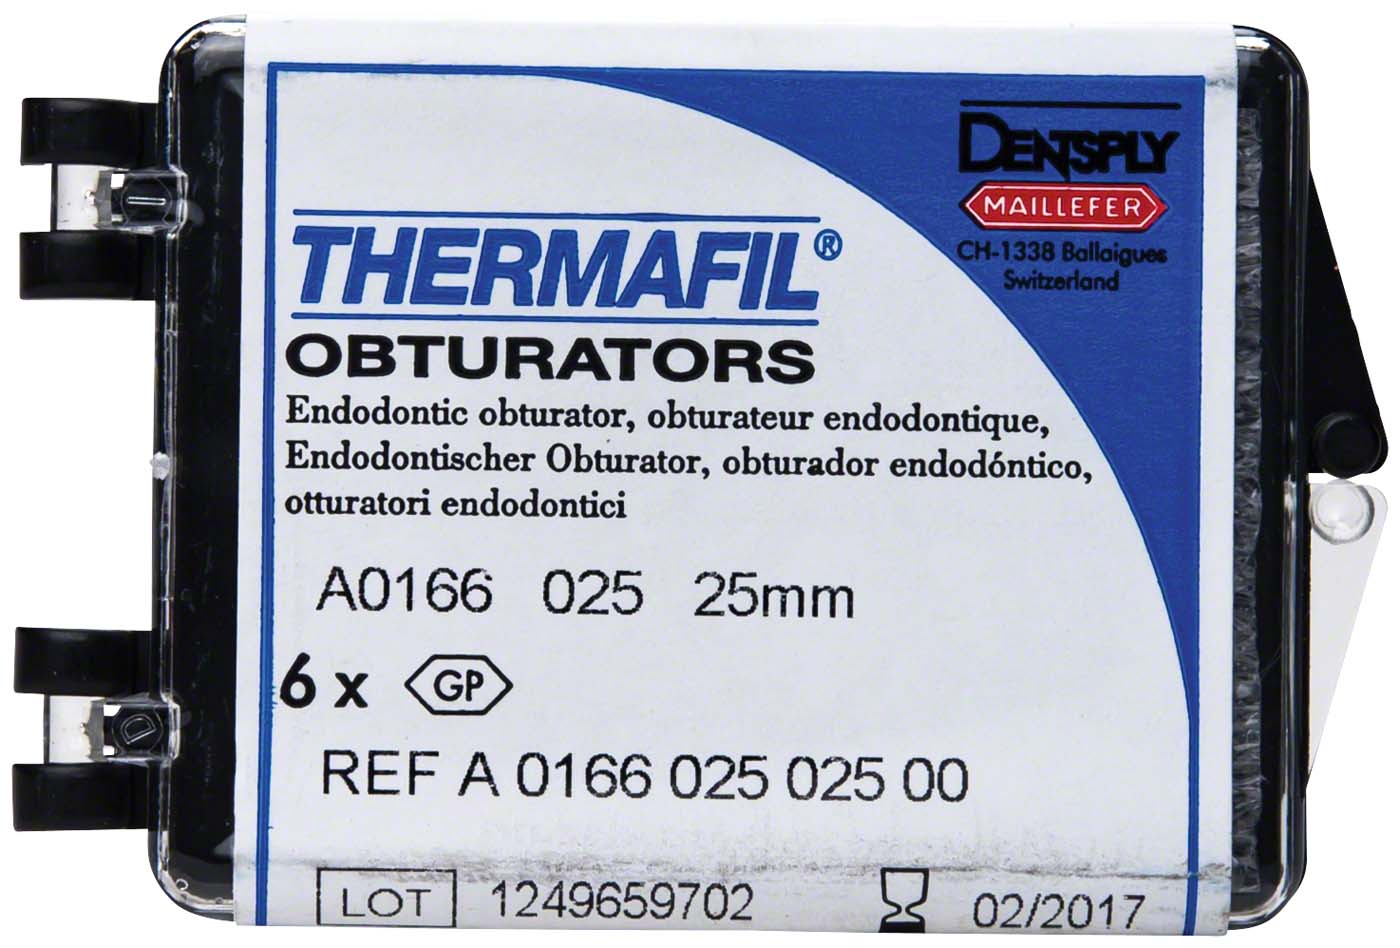 DENTSPLY
MAILLEFER
CH-1338 Ballaigues
Switzerland
THERMAFIL®
OBTURATORS
Endodontic obturator, obturateur endodontique,
Endodontischer Obturator, obturador endodóntico,
otturatori endodontici
A0166 025 25mm
6 x GP
REF A 0166 025 025 00
LOT 1249659702 02/2017